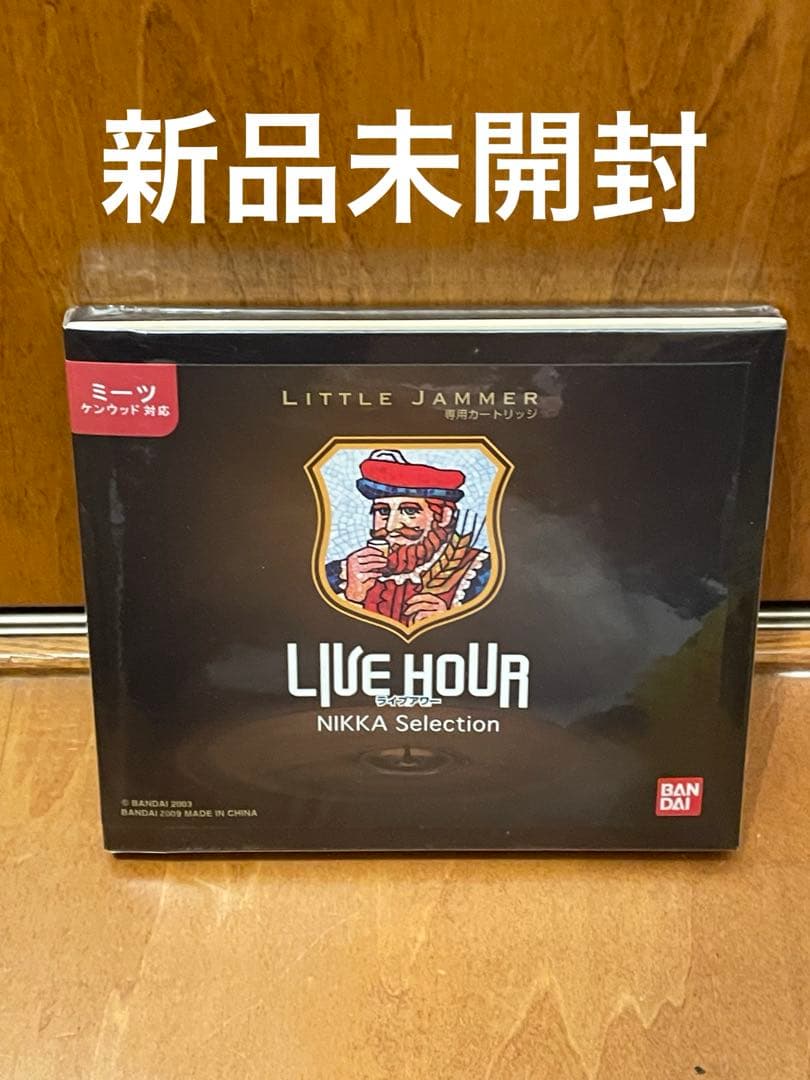 新品未開封
ミーツ
ケンウッド対応
LITTLE JAMMER
専用カートリッジ
LIVE HOUR
ライブアワー
NIKKA Selection
© BANDAI 2003
BANDAI 2009 MADE IN CHINA
BAN
DAI